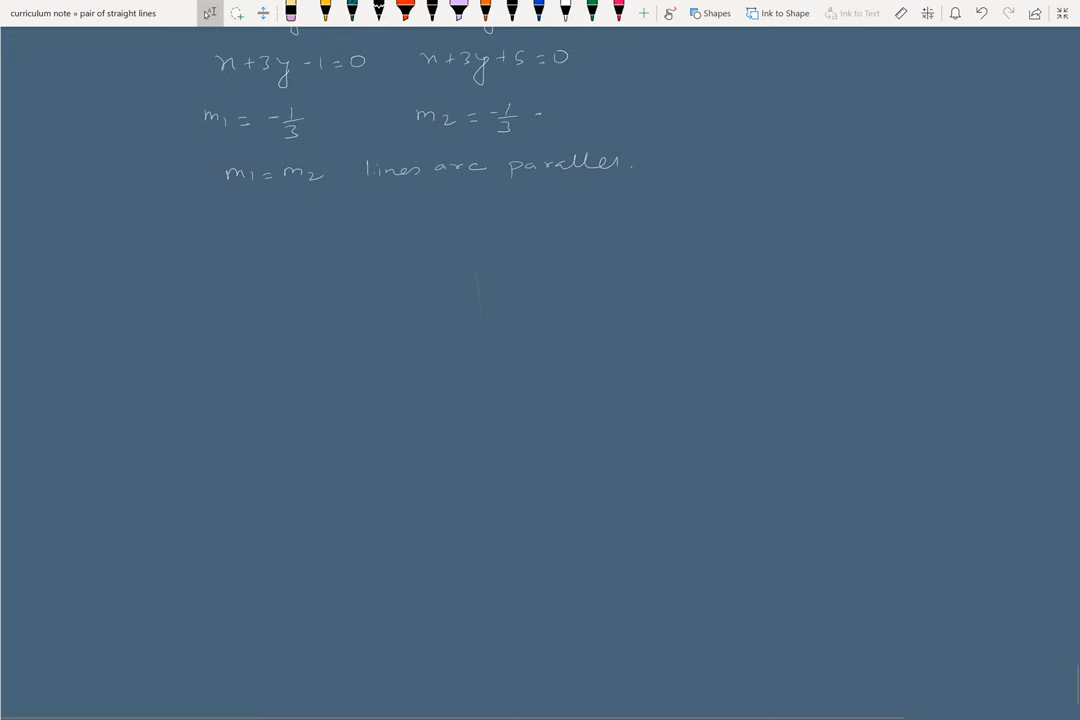 curriculum note » pair of straight lines
Shapes Ink to Shape Ink to Text
x+3y-1=0 x+3y+5=0
m1 = -1/3 m2 = -1/3
m1 = m2 lines are parallel.